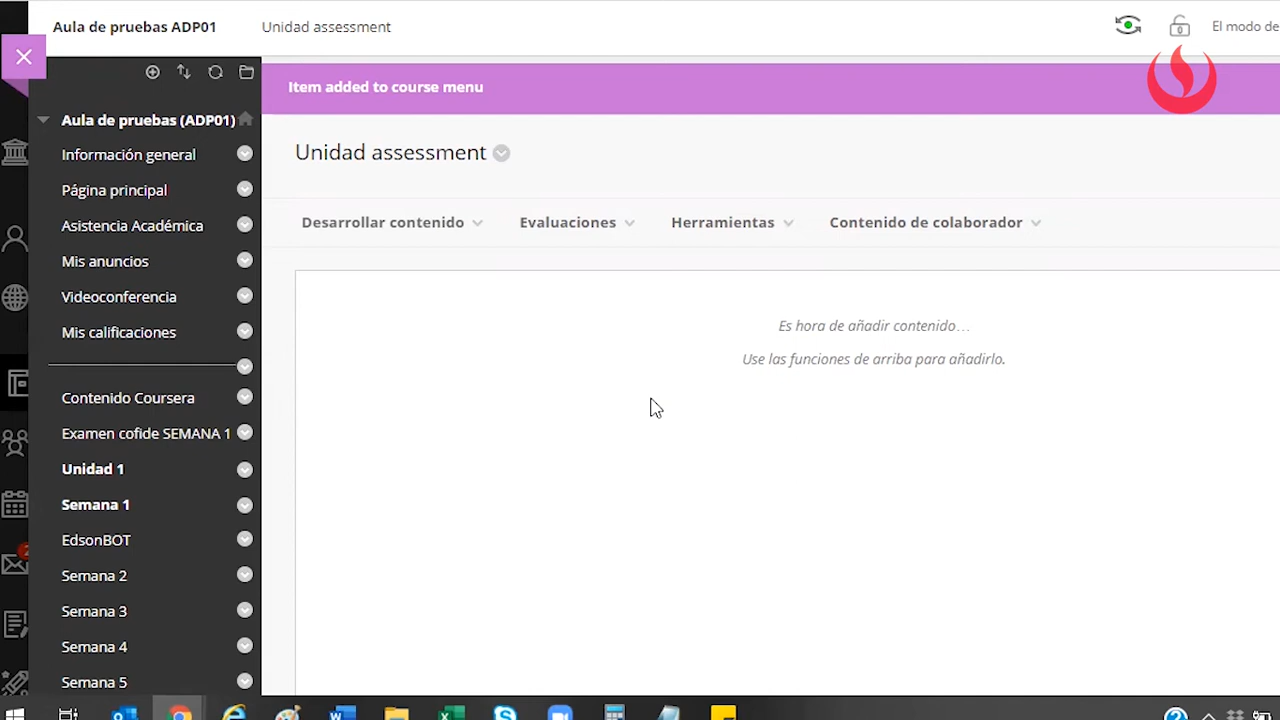 Aula de pruebas ADP01
Unidad assessment
El modo de
Item added to course menu
Aula de pruebas (ADP01)
Información general
Página principal
Asistencia Académica
Mis anuncios
Videoconferencia
Mis calificaciones
Contenido Coursera
Examen cofide SEMANA 1
Unidad 1
Semana 1
EdsonBOT
Semana 2
Semana 3
Semana 4
Semana 5
Unidad assessment
Desarrollar contenido
Evaluaciones
Herramientas
Contenido de colaborador
Es hora de añadir contenido…
Use las funciones de arriba para añadirlo.